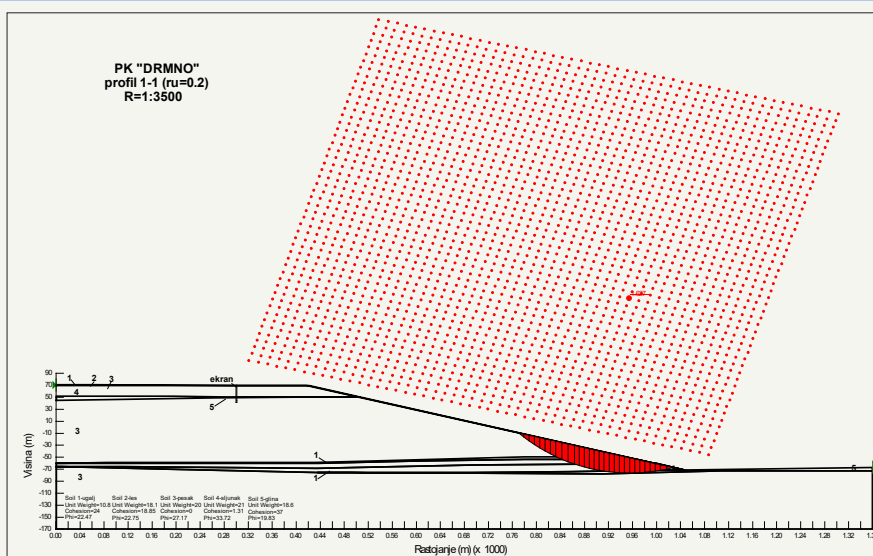 PK "DRMNO"
profil 1-1 (ru=0.2)
R=1:3500
90
70
50
30
10
-10
-30
-50
-70
-90
-110
-130
-150
-170
Visina (m)
1
2
3
ekran
4
5
3
1
3
1
5
Soil 1-ugalj
Unit Weight=10.8
Cohesion=24
Phi=22.47
Soil 2-les
Unit Weight=18.1
Cohesion=18.85
Phi=22.75
Soil 3-pesak
Unit Weight=20
Cohesion=0
Phi=27.17
Soil 4-sljunak
Unit Weight=21
Cohesion=1.31
Phi=33.72
Soil 5-glina
Unit Weight=18.6
Cohesion=37
Phi=19.83
0.00 0.04 0.08 0.12 0.16 0.20 0.24 0.28 0.32 0.36 0.40 0.44 0.48 0.52 0.56 0.60 0.64 0.68 0.72 0.76 0.80 0.84 0.88 0.92 0.96 1.00 1.04 1.08 1.12 1.16 1.20 1.24 1.28 1.32
Rastojanje (m) (x 1000)